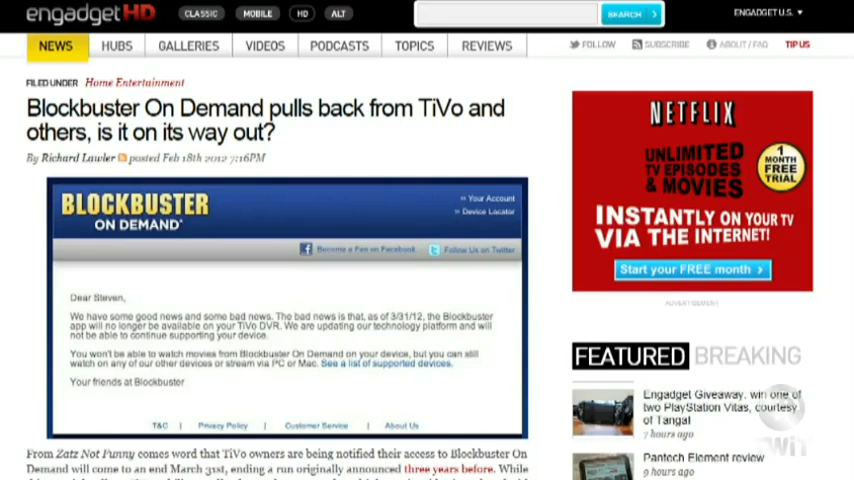 engadget HD
CLASSIC MOBILE HD ALT
SEARCH
ENGADGET U.S.
NEWS HUBS GALLERIES VIDEOS PODCASTS TOPICS REVIEWS
FOLLOW SUBSCRIBE ABOUT / FAQ TIP US
FILED UNDER Home Entertainment
Blockbuster On Demand pulls back from TiVo and
others, is it on its way out?
By Richard Lawler posted Feb 18th 2012 7:16PM
BLOCKBUSTER
ON DEMAND
Your Account
Device Locator
Become a Fan on Facebook Follow Us on Twitter
Dear Steven,
We have some good news and some bad news. The bad news is that, as of 3/31/12, the Blockbuster
app will no longer be available on your TiVo DVR. We are updating our technology platform and will
not be able to continue supporting your device.
You won't be able to watch movies from Blockbuster On Demand on your device, but you can still
watch on any of our other devices or stream via PC or Mac. See a list of supported devices.
Your friends at Blockbuster
T&C Privacy Policy Customer Service About Us
From Zatz Not Funny comes word that TiVo owners are being notified their access to Blockbuster On
Demand will come to an end March 31st, ending a run originally announced three years before. While
NETFLIX
UNLIMITED
TV EPISODES
& MOVIES
1
MONTH
FREE
TRIAL
INSTANTLY ON YOUR TV
VIA THE INTERNET!
Start your FREE month >
ADVERTISEMENT
FEATURED BREAKING
Engadget Giveaway: win one of
two PlayStation Vitas, courtesy
of Tangal
7 hours ago
Pantech Element review
9 hours ago
TWiT